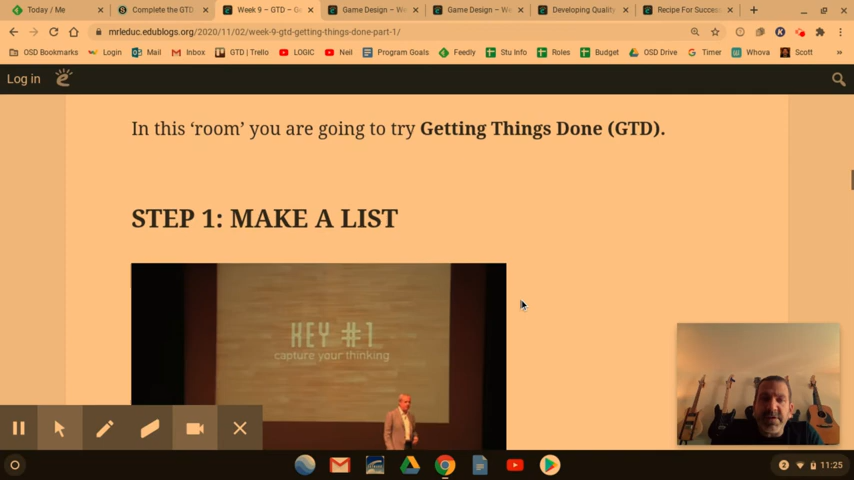 Today / Me
Complete the GTD
Week 9 – GTD – G
Game Design – We
Game Design – We
Developing Quality
Recipe For Success
mrleduc.edublogs.org/2020/11/02/week-9-gtd-getting-things-done-part-1/
OSD Bookmarks Login Mail Inbox GTD | Trello LOGIC Neil Program Goals Feedly Stu Info Roles Budget OSD Drive Timer Whova Scott
Log in
In this ‘room’ you are going to try Getting Things Done (GTD).
STEP 1: MAKE A LIST
KEY #1
capture your thinking
2 11:25